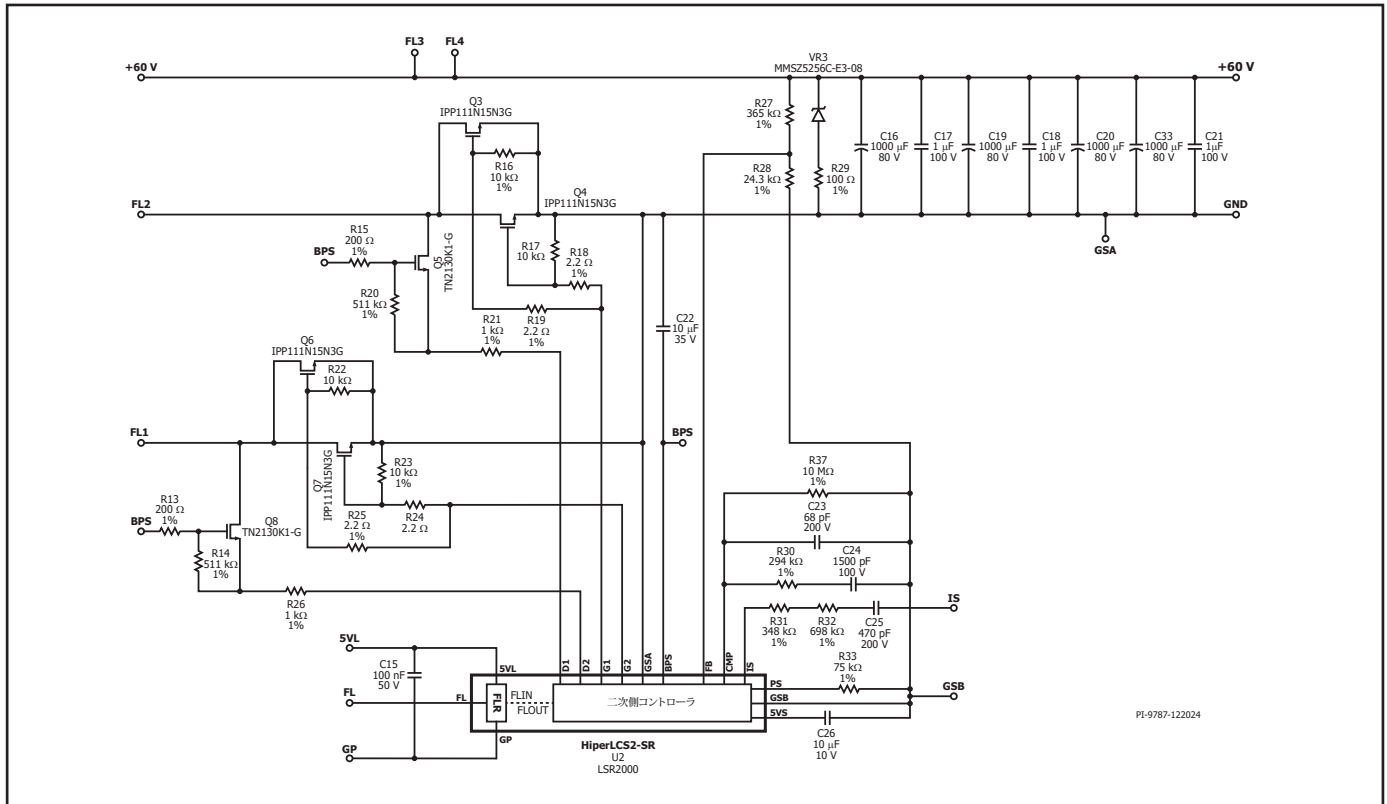 FL3
FL4
+60 V
VR3
MMSZ5256C-E3-08
+60 V
Q3
IPP111N15N3G
R27
365 kΩ
1%
R16
10 kΩ
1%
C16
1000 μF
80 V
C17
1 μF
100 V
C19
1000 μF
80 V
C18
1 μF
100 V
C20
1000 μF
80 V
C33
1000 μF
80 V
C21
1μF
100 V
R28
24.3 kΩ
1%
R29
100 Ω
1%
Q4
IPP111N15N3G
FL2
GND
GSA
R15
200 Ω
1%
BPS
Q5
TN2130K1-G
R17
10 kΩ
R18
2.2 Ω
1%
R20
511 kΩ
1%
R21
1 kΩ
1%
R19
2.2 Ω
1%
C22
10 μF
35 V
Q6
IPP111N15N3G
R22
10 kΩ
FL1
BPS
Q7
IPP111N15N3G
R23
10 kΩ
1%
R37
10 MΩ
1%
C23
68 pF
200 V
R13
200 Ω
1%
BPS
Q8
TN2130K1-G
R25
2.2 Ω
1%
R24
2.2 Ω
R14
511 kΩ
1%
R30
294 kΩ
1%
C24
1500 pF
100 V
R26
1 kΩ
1%
R31
348 kΩ
1%
R32
698 kΩ
1%
C25
470 pF
200 V
IS
5VL
C15
100 nF
50 V
R33
75 kΩ
1%
5VL
D1
D2
G1
G2
GSA
BPS
FB
CMP
IS
FL
FL
FLR
FLIN
FLOUT
二次側コントローラ
PS
GSB
5VS
GSB
GP
GP
C26
10 μF
10 V
HiperLCS2-SR
U2
LSR2000
PI-9787-122024